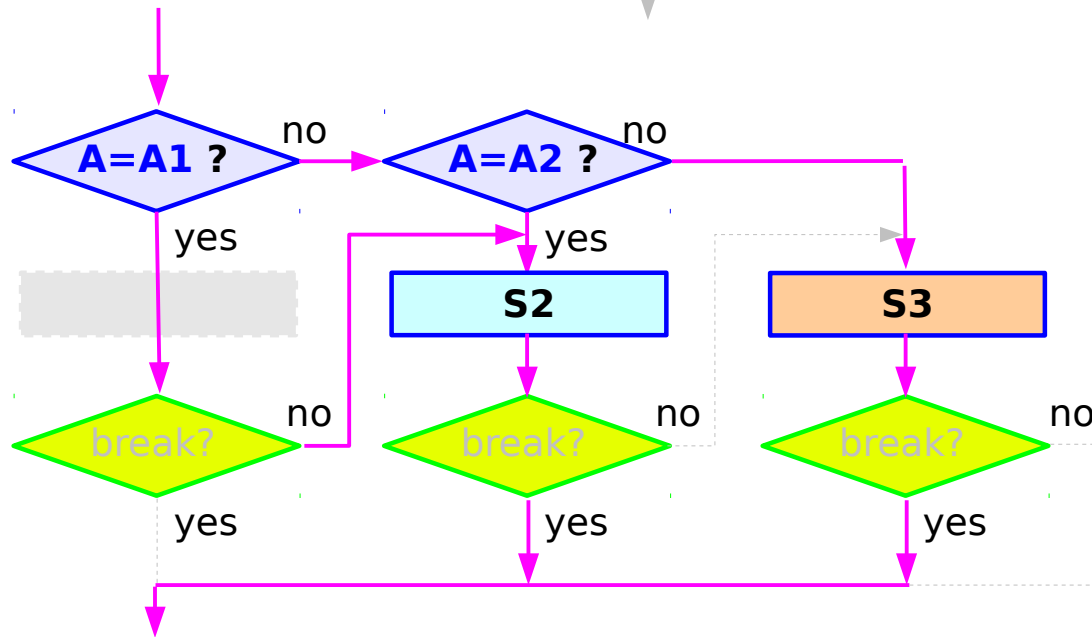 no
no
A=A1 ?
A=A2 ?
yes
yes
S2
S3
no
no
no
break?
break?
break?
yes
yes
yes